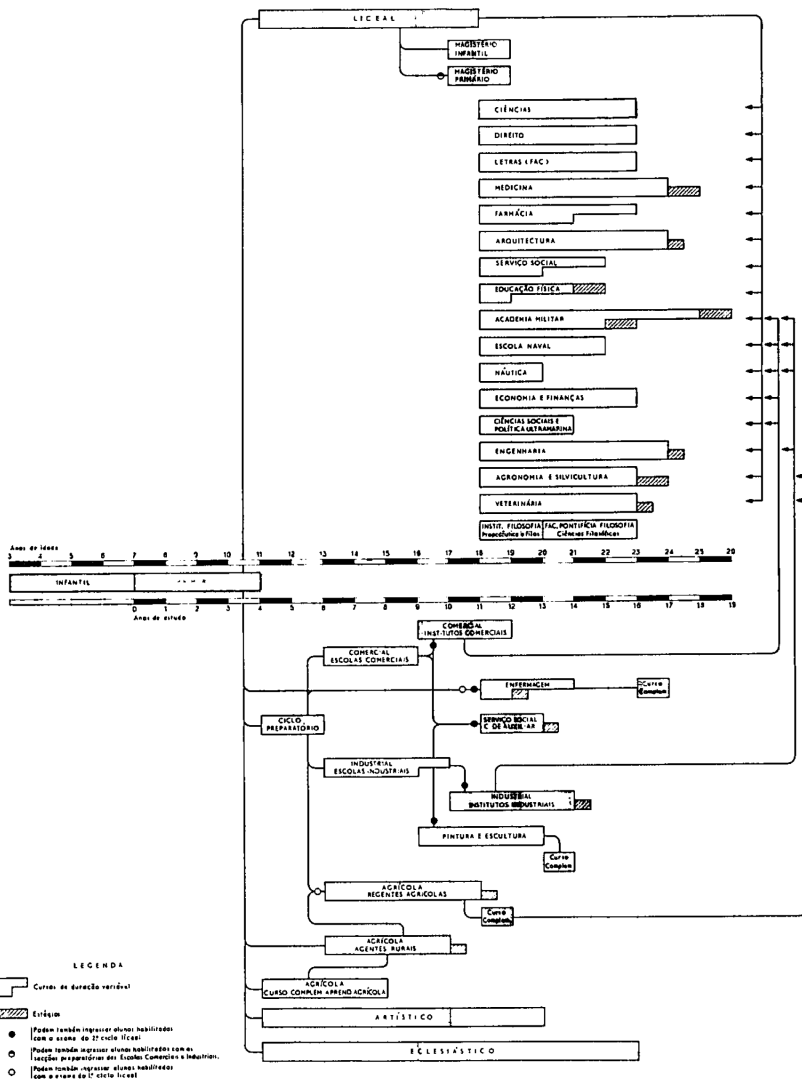 LICEAL
MAGISTÉRIO
INFANTIL
MAGISTÉRIO
PRIMÁRIO
CIÊNCIAS
DIREITO
LETRAS (FAC)
MEDICINA
FARMÁCIA
ARQUITECTURA
SERVIÇO SOCIAL
EDUCAÇÃO FÍSICA
ACADEMIA MILITAR
ESCOLA NAVAL
NÁUTICA
ECONOMIA E FINANÇAS
CIÊNCIAS SOCIAIS E
POLÍTICA ULTRAMARINA
ENGENHARIA
AGRONOMIA E SILVICULTURA
VETERINÁRIA
INSTIT. FILOSOFIA FAC. PONTIFÍCIA FILOSOFIA
Propedêutica à Filos Ciências Filosóficas
Anos de idade
3 4 5 6 7 8 9 10 11 12 13 14 15 16 17 18 19 20 21 22 23 24 25 26
INFANTIL
0 1 2 3 4 5 6 7 8 9 10 11 12 13 14 15 16 17 18 19
Anos de estudo
COMERCIAL
INSTITUTOS COMERCIAIS
COMERCIAL
ESCOLAS COMERCIAIS
ENFERMAGEM
Curso
Complem
CICLO
PREPARATÓRIO
SERVIÇO SOCIAL
C. DE AUXILIAR
INDUSTRIAL
ESCOLAS INDUSTRIAIS
INDUSTRIAL
INSTITUTOS INDUSTRIAIS
PINTURA E ESCULTURA
Curso
Complem
AGRÍCOLA
REGENTES AGRÍCOLAS
Curso
Complem.
AGRÍCOLA
AGENTES RURAIS
AGRÍCOLA
CURSO COMPLEM APREND AGRÍCOLA
ARTÍSTICO
ECLESIÁSTICO
LEGENDA
Cursos de duração variável
Estágios
Podem também ingressar alunos habilitados
com o exame do 2º ciclo liceal
Podem também ingressar alunos habilitados com as
secções preparatórias das Escolas Comerciais e Industriais.
Podem também ingressar alunos habilitados
com o exame do 1º ciclo liceal